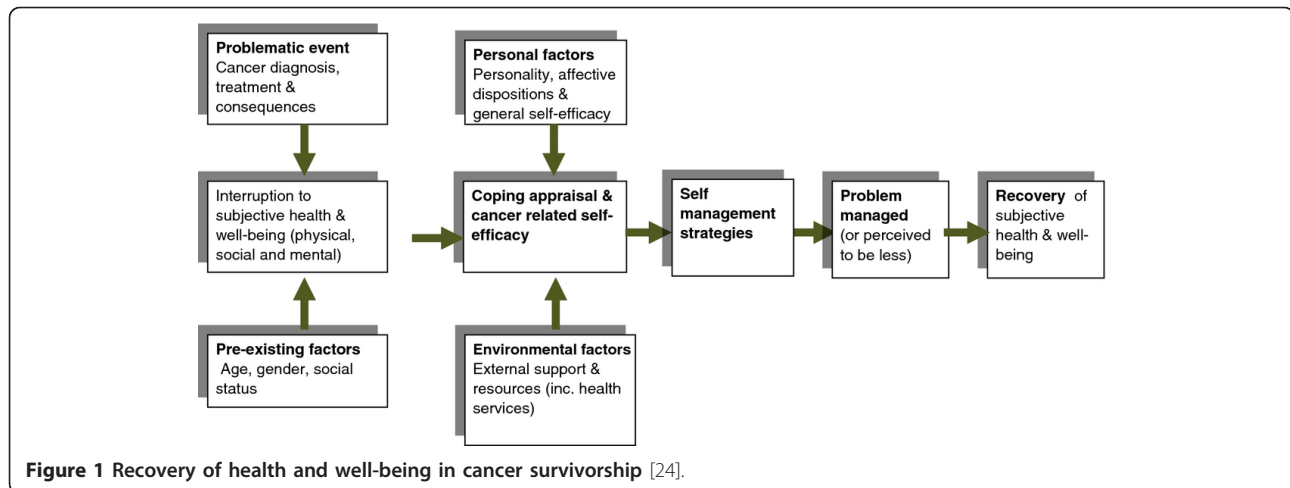 Problematic event
Cancer diagnosis,
treatment &
consequences
Personal factors
Personality, affective
dispositions &
general self-efficacy
Interruption to
subjective health &
well-being (physical,
social and mental)
Coping appraisal &
cancer related self-
efficacy
Self
management
strategies
Problem
managed
(or perceived
to be less)
Recovery of
subjective
health & well-
being
Pre-existing factors
Age, gender, social
status
Environmental factors
External support &
resources (inc. health
services)
Figure 1 Recovery of health and well-being in cancer survivorship [24].